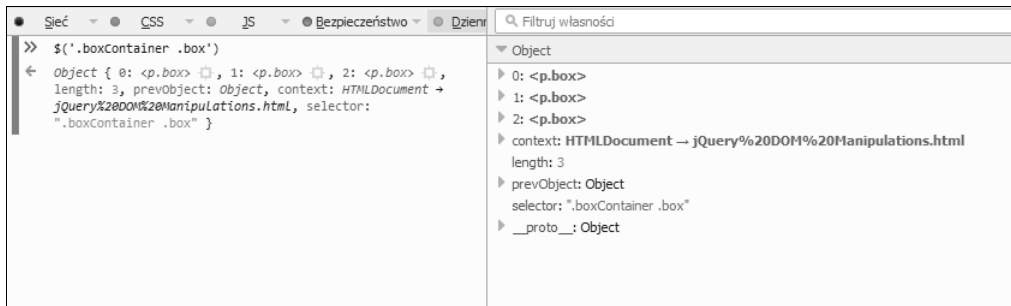 Sieć CSS JS Bezpieczeństwo Dzienn
$('.boxContainer .box')
Object { 0: <p.box> , 1: <p.box> , 2: <p.box> ,
length: 3, prevObject: Object, context: HTMLDocument →
jQuery%20DOM%20Manipulations.html, selector:
".boxContainer .box" }
Filtruj własności
Object
0: <p.box>
1: <p.box>
2: <p.box>
context: HTMLDocument → jQuery%20DOM%20Manipulations.html
length: 3
prevObject: Object
selector: ".boxContainer .box"
__proto__: Object